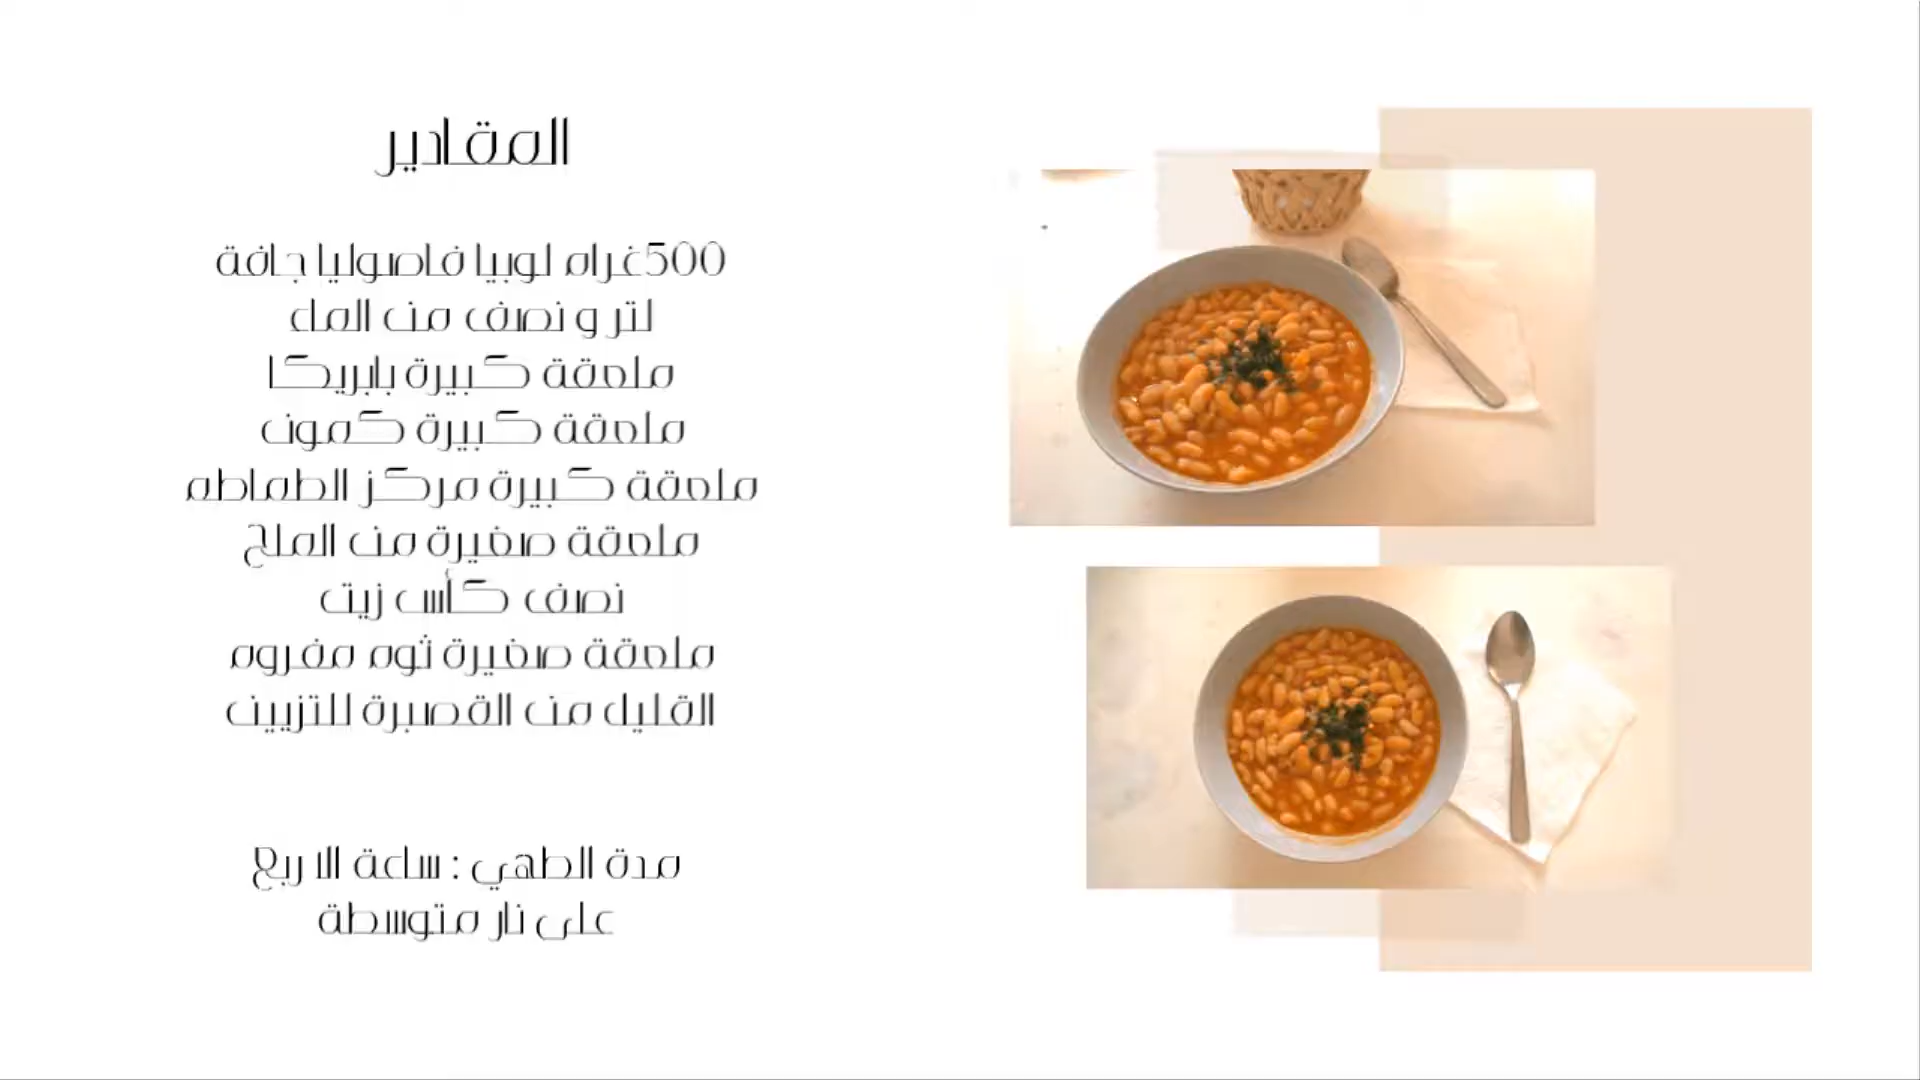 المقادير
500غرام لوبيا فاصوليا جافة
لتر و نصف من الماء
ملعقة كبيرة بابريكا
ملعقة كبيرة كمون
ملعقة كبيرة مركز الطماطم
ملعقة صغيرة من الملح
نصف كأس زيت
ملعقة صغيرة ثوم مفروم
القليل من القصبرة للتزيين
مدة الطهي : ساعة الا ربع
على نار متوسطة